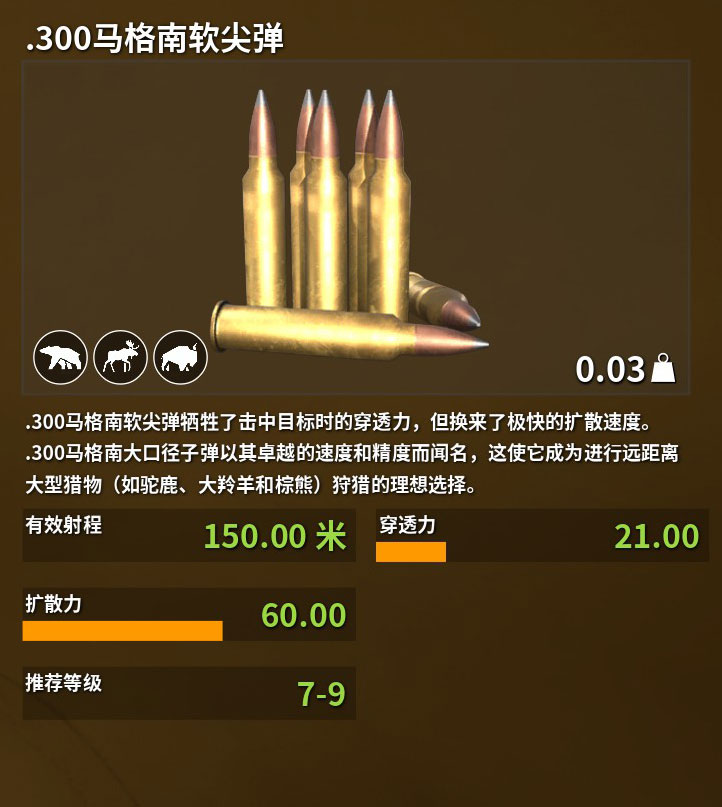 .300马格南软尖弹
0.03
.300马格南软尖弹牺牲了击中目标时的穿透力，但换来了极快的扩散速度。
.300马格南大口径子弹以其卓越的速度和精度而闻名，这使它成为进行远距离
大型猎物（如驼鹿、大羚羊和棕熊）狩猎的理想选择。
有效射程 150.00 米
穿透力 21.00
扩散力 60.00
推荐等级 7-9